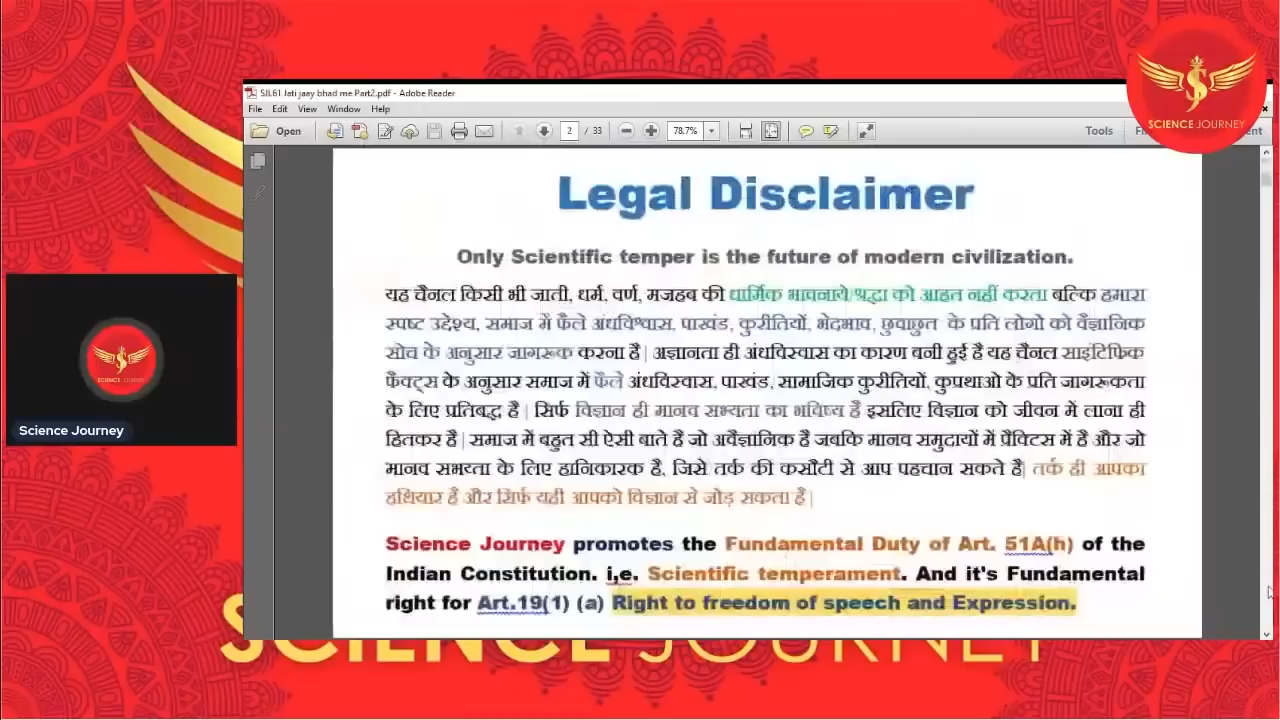 SCIENCE JOURNEY
SJL61 Jati jaay bhad me Part2.pdf - Adobe Reader
File Edit View Window Help
Open 2 / 33 78.7% Tools
Legal Disclaimer
Only Scientific temper is the future of modern civilization.
यह चैनल किसी भी जाती, धर्म, वर्ण, मजहब की धार्मिक भावनाये/श्रद्धा को आहत नहीं करता बल्कि हमारा
स्पष्ट उद्देश्य, समाज में फैले अंधविश्वास, पाखंड, कुरीतियों, भेदभाव, छुवाछुत के प्रति लोगो को वैज्ञानिक
सोच के अनुसार जागरूक करना है | अज्ञानता ही अंधविस्वास का कारण बनी हुई है यह चैनल साइंटिफिक
फैक्ट्स के अनुसार समाज में फैले अंधविस्वास, पाखंड, सामाजिक कुरीतियों, कुप्रथाओ के प्रति जागरूकता
के लिए प्रतिबद्ध है | सिर्फ विज्ञान ही मानव सभ्यता का भविष्य है इसलिए विज्ञान को जीवन में लाना ही
हितकर है | समाज में बहुत सी ऐसी बाते है जो अवैज्ञानिक है जबकि मानव समुदायों में प्रैक्टिस में है और जो
मानव सभय्ता के लिए हानिकारक है, जिसे तर्क की कसौटी से आप पहचान सकते है| तर्क ही आपका
हथियार है और सिर्फ यही आपको विज्ञान से जोड़ सकता है |
Science Journey promotes the Fundamental Duty of Art. 51A(h) of the
Indian Constitution. i,e. Scientific temperament. And it's Fundamental
right for Art.19(1) (a) Right to freedom of speech and Expression.
Science Journey
SCIENCE JOURNEY